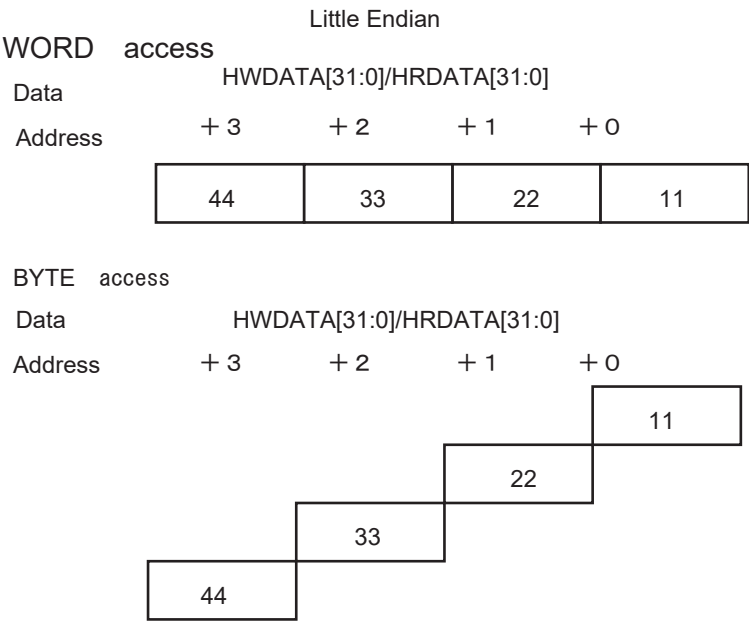 Little Endian
WORD access
HWDATA[31:0]/HRDATA[31:0]
Data
Address +3 +2 +1 +0
44 33 22 11
BYTE access
Data HWDATA[31:0]/HRDATA[31:0]
Address +3 +2 +1 +0
11
22
33
44